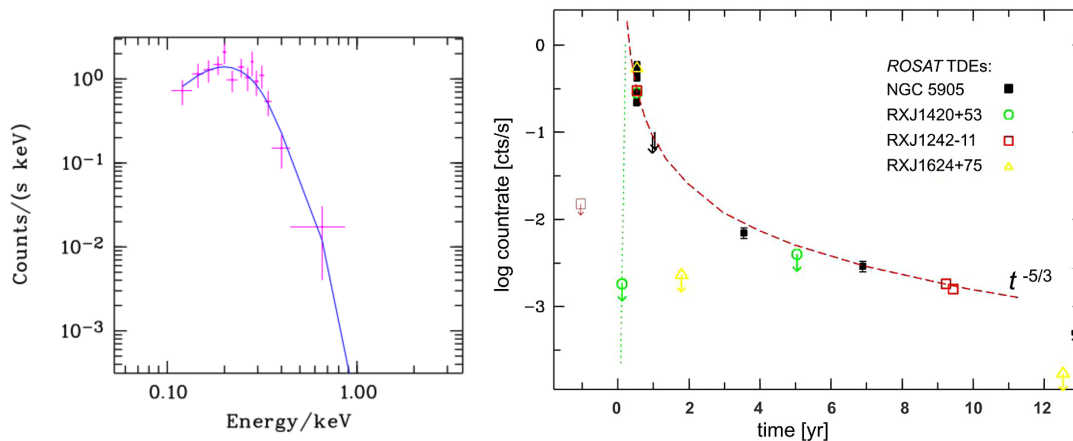 Counts/(s keV)
10⁰
10⁻¹
10⁻²
10⁻³
0.10
1.00
Energy/keV
log countrate [cts/s]
0
−1
−2
−3
0
2
4
6
8
10
12
time [yr]
ROSAT TDEs:
NGC 5905
RXJ1420+53
RXJ1242-11
RXJ1624+75
t⁻⁵/³